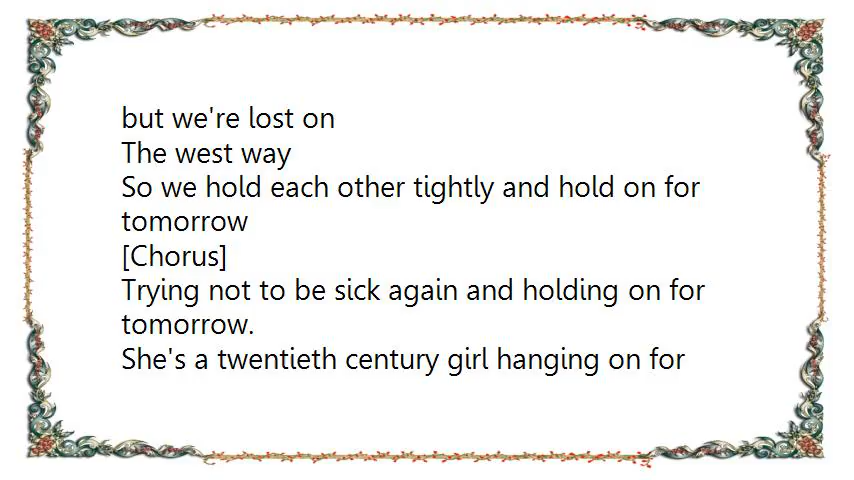 but we're lost on
The west way
So we hold each other tightly and hold on for
tomorrow
[Chorus]
Trying not to be sick again and holding on for
tomorrow.
She's a twentieth century girl hanging on for